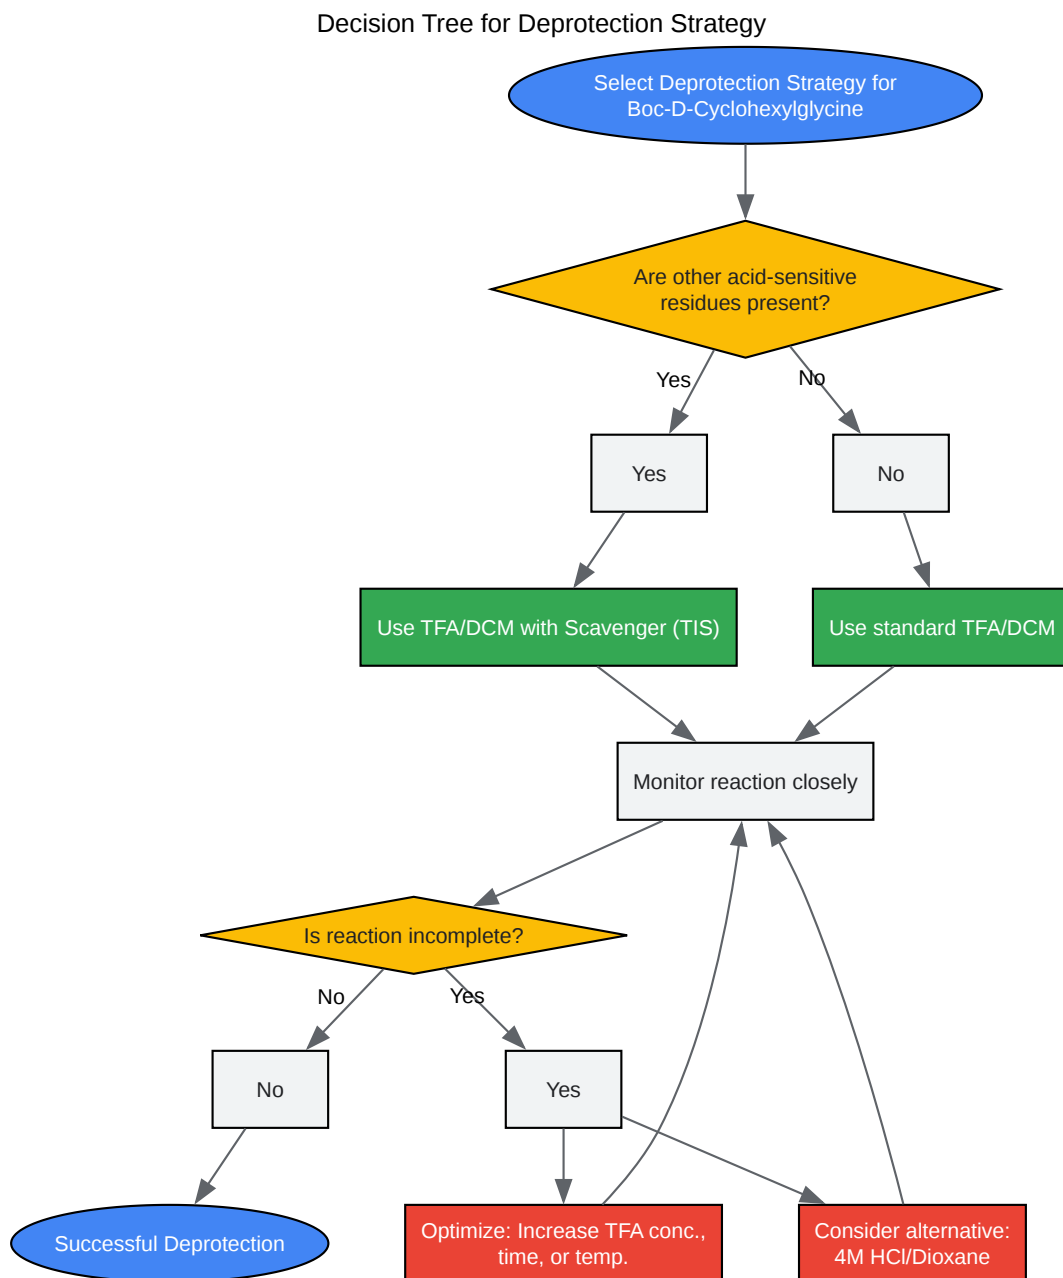 Decision Tree for Deprotection Strategy
Select Deprotection Strategy for
Boc-D-Cyclohexylglycine
Are other acid-sensitive
residues present?
Yes
No
Yes
No
Use TFA/DCM with Scavenger (TIS)
Use standard TFA/DCM
Monitor reaction closely
Is reaction incomplete?
No
Yes
No
Yes
Successful Deprotection
Optimize: Increase TFA conc.,
time, or temp.
Consider alternative:
4M HCl/Dioxane